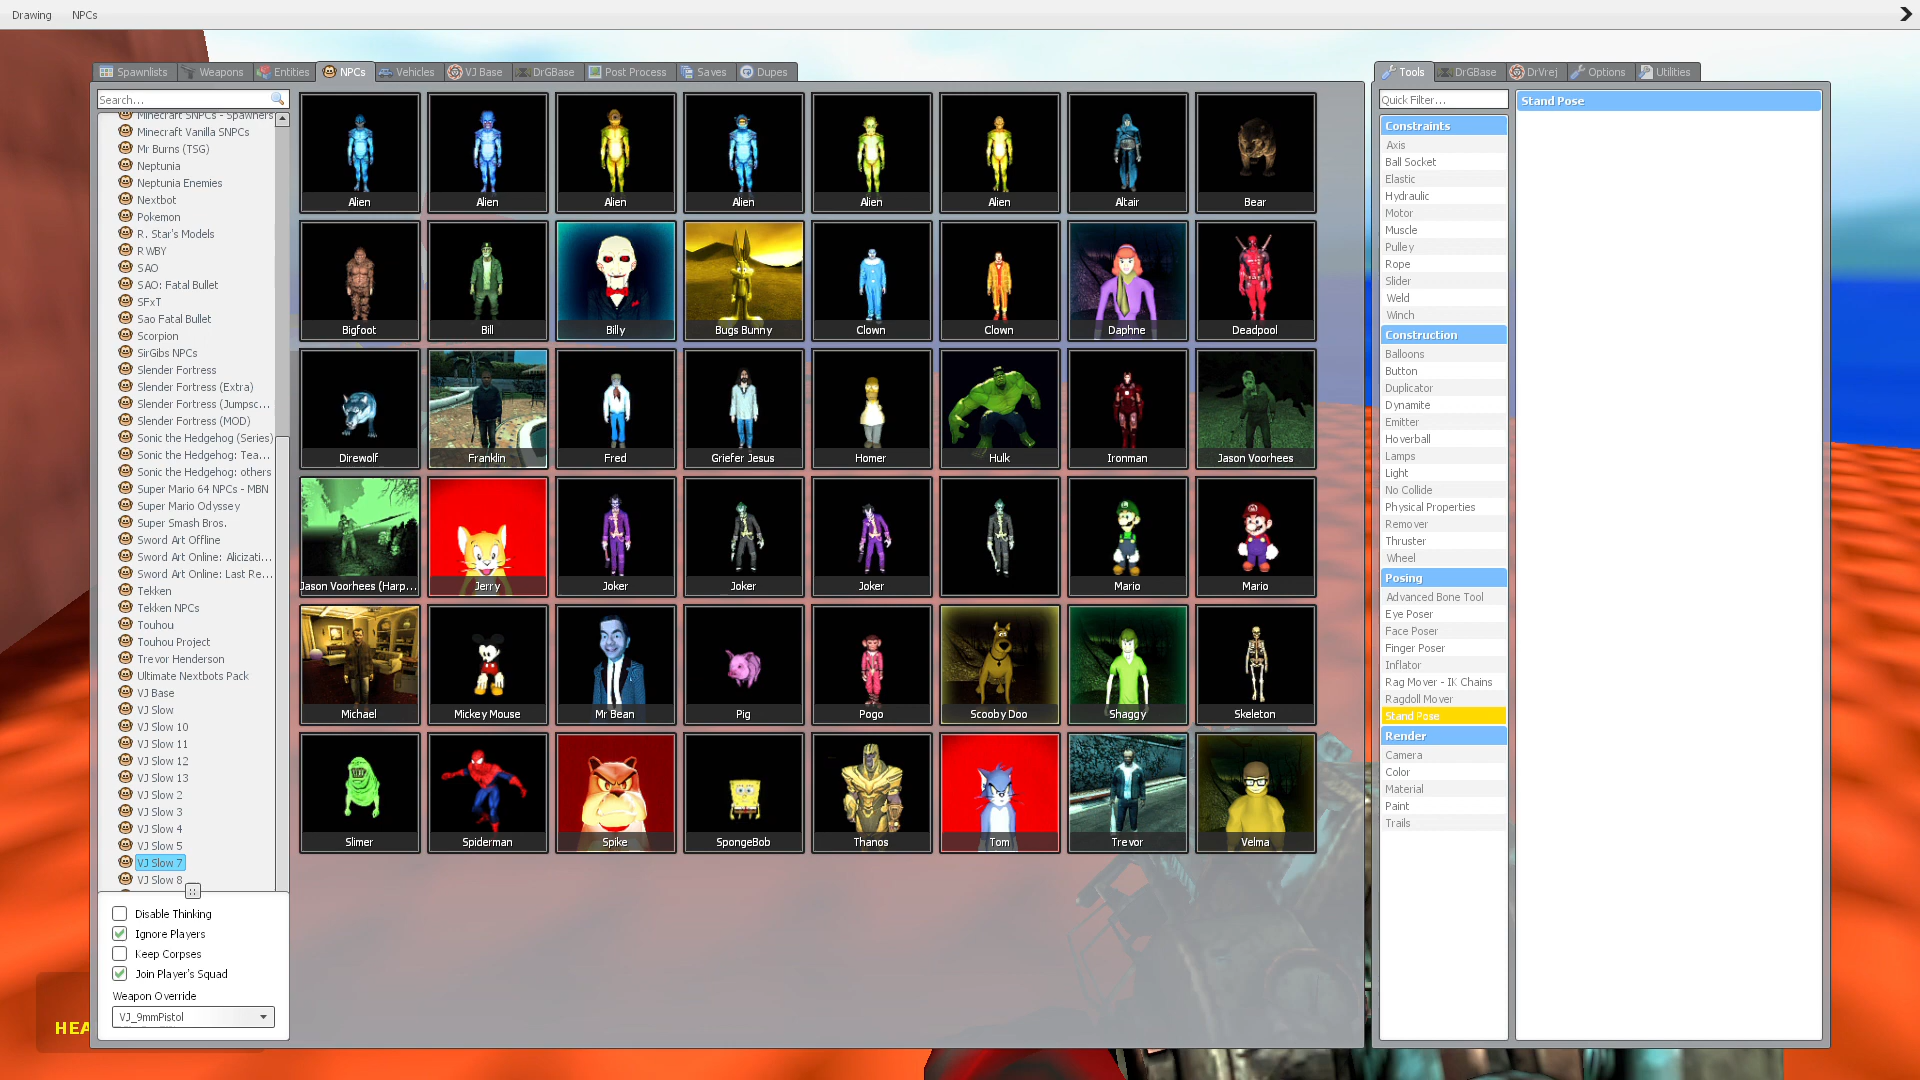 Drawing NPCs
Spawnlists Weapons Entities NPCs Vehicles VJ Base DrGBase Post Process Saves Dupes
Tools DrGBase DrVrej Options Utilities
Search...
Minecraft SNPCs - Spawners
Minecraft Vanilla SNPCs
Mr Burns (TSG)
Neptunia
Neptunia Enemies
Nextbot
Pokemon
R. Star's Models
RWBY
SAO
SAO: Fatal Bullet
SFxT
Sao Fatal Bullet
Scorpion
SirGibs NPCs
Slender Fortress
Slender Fortress (Extra)
Slender Fortress (Jumpsc...
Slender Fortress (MOD)
Sonic the Hedgehog (Series)
Sonic the Hedgehog: Tea...
Sonic the Hedgehog: others
Super Mario 64 NPCs - MBN
Super Mario Odyssey
Super Smash Bros.
Sword Art Offline
Sword Art Online: Alicizati...
Sword Art Online: Last Re...
Tekken
Tekken NPCs
Touhou
Touhou Project
Trevor Henderson
Ultimate Nextbots Pack
VJ Base
VJ Slow
VJ Slow 10
VJ Slow 11
VJ Slow 12
VJ Slow 13
VJ Slow 2
VJ Slow 3
VJ Slow 4
VJ Slow 5
VJ Slow 7
VJ Slow 8
Disable Thinking
Ignore Players
Keep Corpses
Join Player's Squad
Weapon Override
VJ_9mmPistol
HEA
Alien Alien Alien Alien Alien Alien Altair Bear
Bigfoot Bill Billy Bugs Bunny Clown Clown Daphne Deadpool
Direwolf Franklin Fred Griefer Jesus Homer Hulk Ironman Jason Voorhees
Jason Voorhees (Harp... Jerry Joker Joker Joker Mario Mario
Michael Mickey Mouse Mr Bean Pig Pogo Scooby Doo Shaggy Skeleton
Slimer Spiderman Spike SpongeBob Thanos Tom Trevor Velma
Quick Filter...
Constraints
Axis
Ball Socket
Elastic
Hydraulic
Motor
Muscle
Pulley
Rope
Slider
Weld
Winch
Construction
Balloons
Button
Duplicator
Dynamite
Emitter
Hoverball
Lamps
Light
No Collide
Physical Properties
Remover
Thruster
Wheel
Posing
Advanced Bone Tool
Eye Poser
Face Poser
Finger Poser
Inflator
Rag Mover - IK Chains
Ragdoll Mover
Stand Pose
Render
Camera
Color
Material
Paint
Trails
Stand Pose